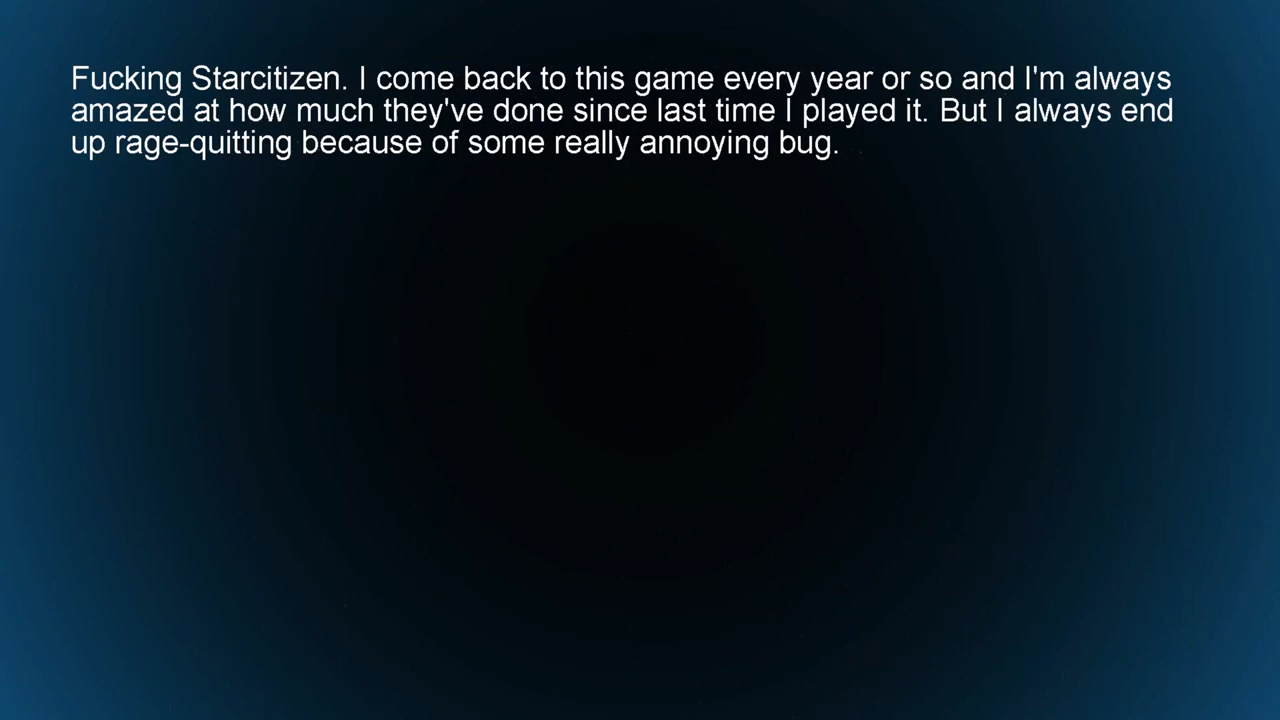 Fucking Starcitizen. I come back to this game every year or so and I'm always
amazed at how much they've done since last time I played it. But I always end
up rage-quitting because of some really annoying bug.